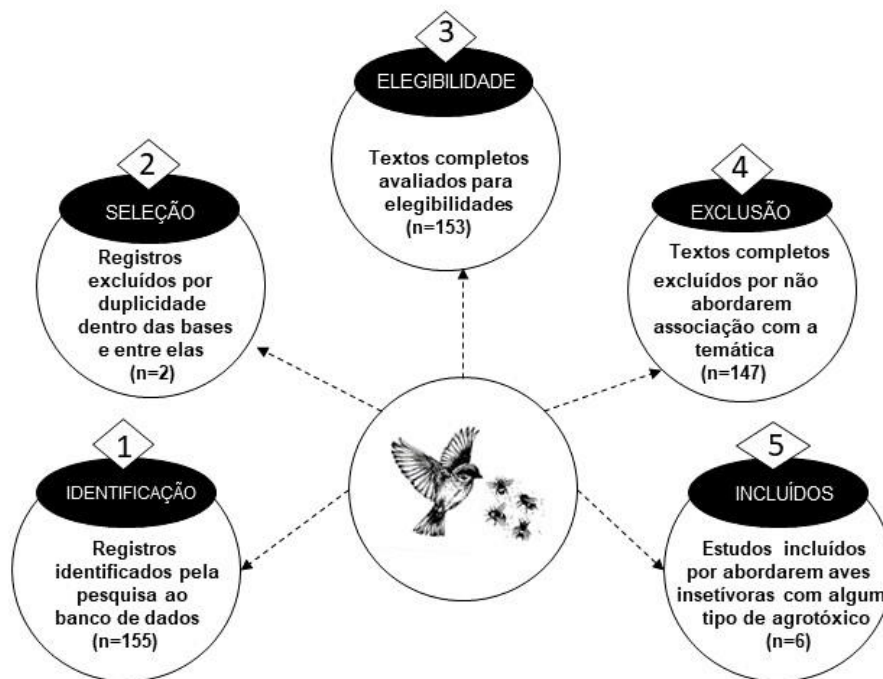 1
IDENTIFICAÇÃO
Registros
identificados pela
pesquisa ao
banco de dados
(n=155)
2
SELEÇÃO
Registros
excluídos por
duplicidade
dentro das bases
e entre elas
(n=2)
3
ELEGIBILIDADE
Textos completos
avaliados para
elegibilidades
(n=153)
4
EXCLUSÃO
Textos completos
excluídos por não
abordarem
associação com a
temática
(n=147)
5
INCLUÍDOS
Estudos incluídos
por abordarem aves
insetívoras com algum
tipo de agrotóxico
(n=6)